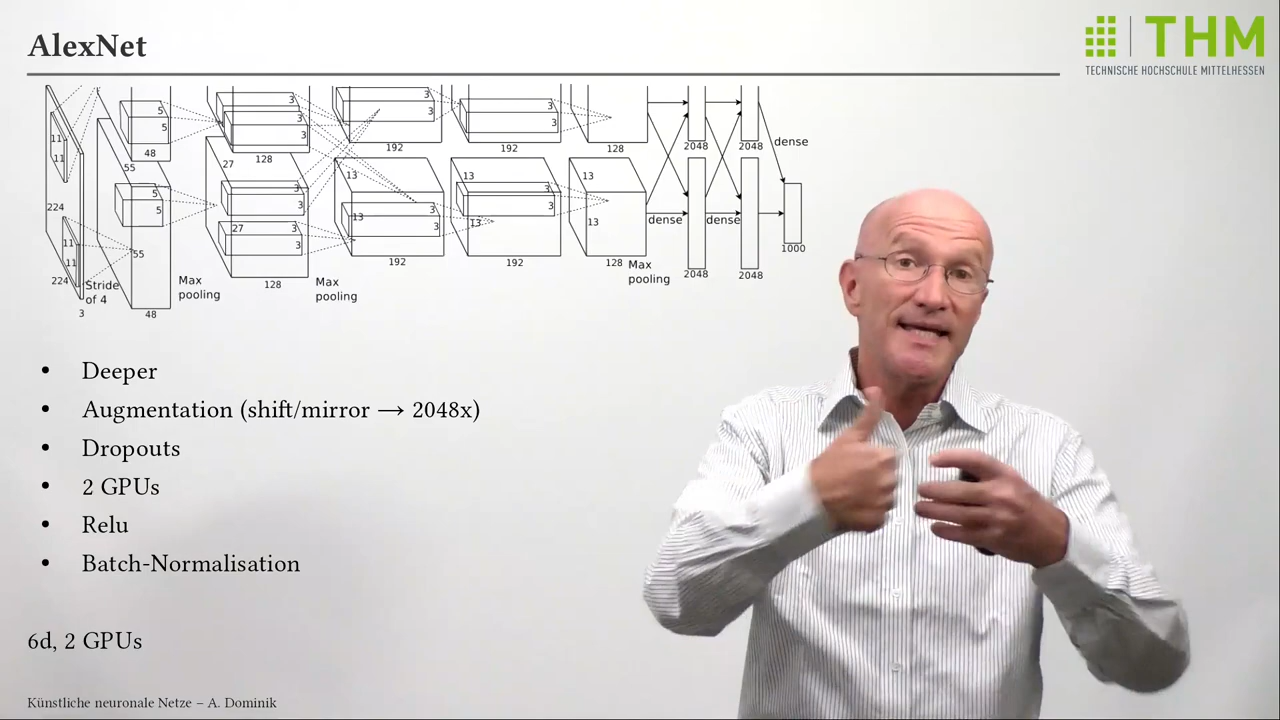 AlexNet
THM
TECHNISCHE HOCHSCHULE MITTELHESSEN
5 3 3 3
11 5 3 3 3
11 48 128 192 192 128 2048 2048 dense
55 27
13 13 13
5 3 3 3
224 5 3 13 3 13 13 dense dense
11 27 3 3
11 55 3 192 192 128 2048 2048 1000
224 Stride of 4 Max pooling 128 Max pooling Max pooling
3 48
• Deeper
• Augmentation (shift/mirror → 2048x)
• Dropouts
• 2 GPUs
• Relu
• Batch-Normalisation
6d, 2 GPUs
Künstliche neuronale Netze – A. Dominik